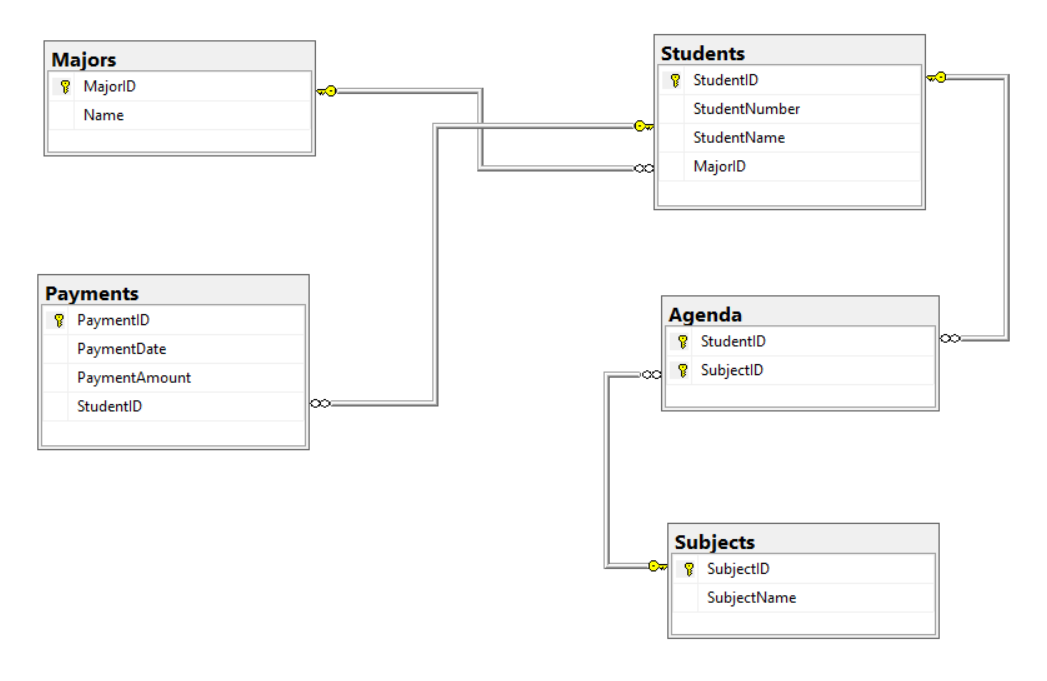 Majors
MajorID
Name
Students
StudentID
StudentNumber
StudentName
MajorID
Payments
PaymentID
PaymentDate
PaymentAmount
StudentID
Agenda
StudentID
SubjectID
Subjects
SubjectID
SubjectName